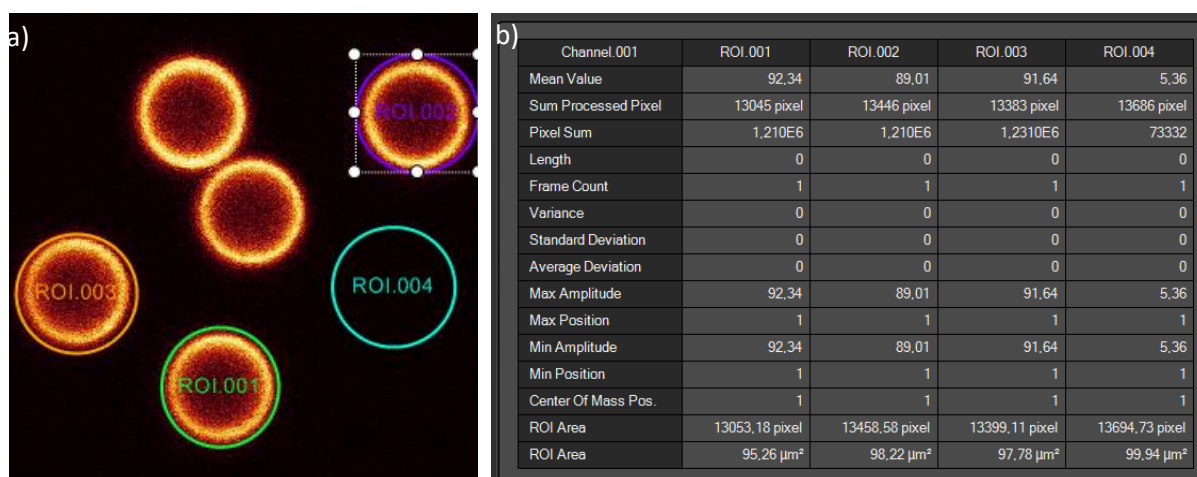 a)
ROI.002
ROI.003
ROI.004
ROI.001
b)
Channel.001 ROI.001 ROI.002 ROI.003 ROI.004
Mean Value 92,34 89,01 91,64 5,36
Sum Processed Pixel 13045 pixel 13446 pixel 13383 pixel 13686 pixel
Pixel Sum 1,210E6 1,210E6 1,2310E6 73332
Length 0 0 0 0
Frame Count 1 1 1 1
Variance 0 0 0 0
Standard Deviation 0 0 0 0
Average Deviation 0 0 0 0
Max Amplitude 92,34 89,01 91,64 5,36
Max Position 1 1 1 1
Min Amplitude 92,34 89,01 91,64 5,36
Min Position 1 1 1 1
Center Of Mass Pos. 1 1 1 1
ROI Area 13053,18 pixel 13458,58 pixel 13399,11 pixel 13694,73 pixel
ROI Area 95,26 µm² 98,22 µm² 97,78 µm² 99,94 µm²